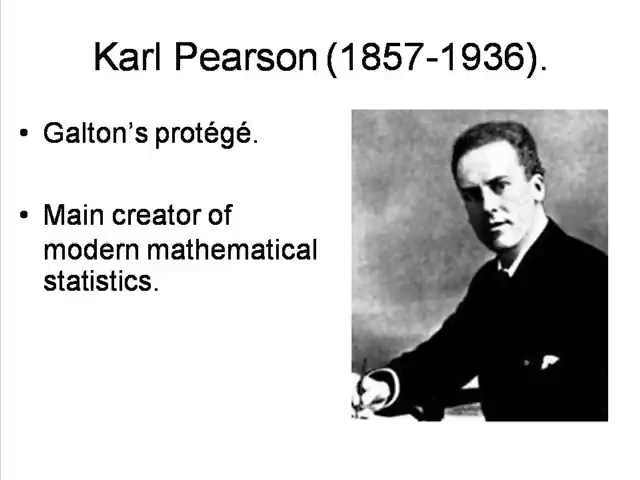 Karl Pearson (1857-1936).
• Galton's protégé.
• Main creator of
modern mathematical
statistics.